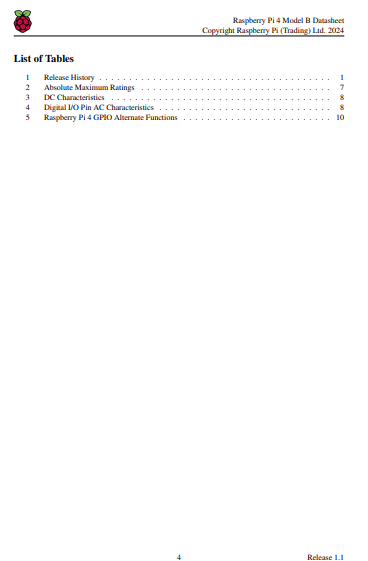 Raspberry Pi 4 Model B Datasheet
Copyright Raspberry Pi (Trading) Ltd. 2024
List of Tables
1 Release History . . . . . . . . . . . . . . . . . . . . . . . . . . . . . . . . . . 1
2 Absolute Maximum Ratings . . . . . . . . . . . . . . . . . . . . . . . . . . . . 7
3 DC Characteristics . . . . . . . . . . . . . . . . . . . . . . . . . . . . . . . . 8
4 Digital I/O Pin AC Characteristics . . . . . . . . . . . . . . . . . . . . . . . . . 8
5 Raspberry Pi 4 GPIO Alternate Functions . . . . . . . . . . . . . . . . . . . . . 10
4 Release 1.1